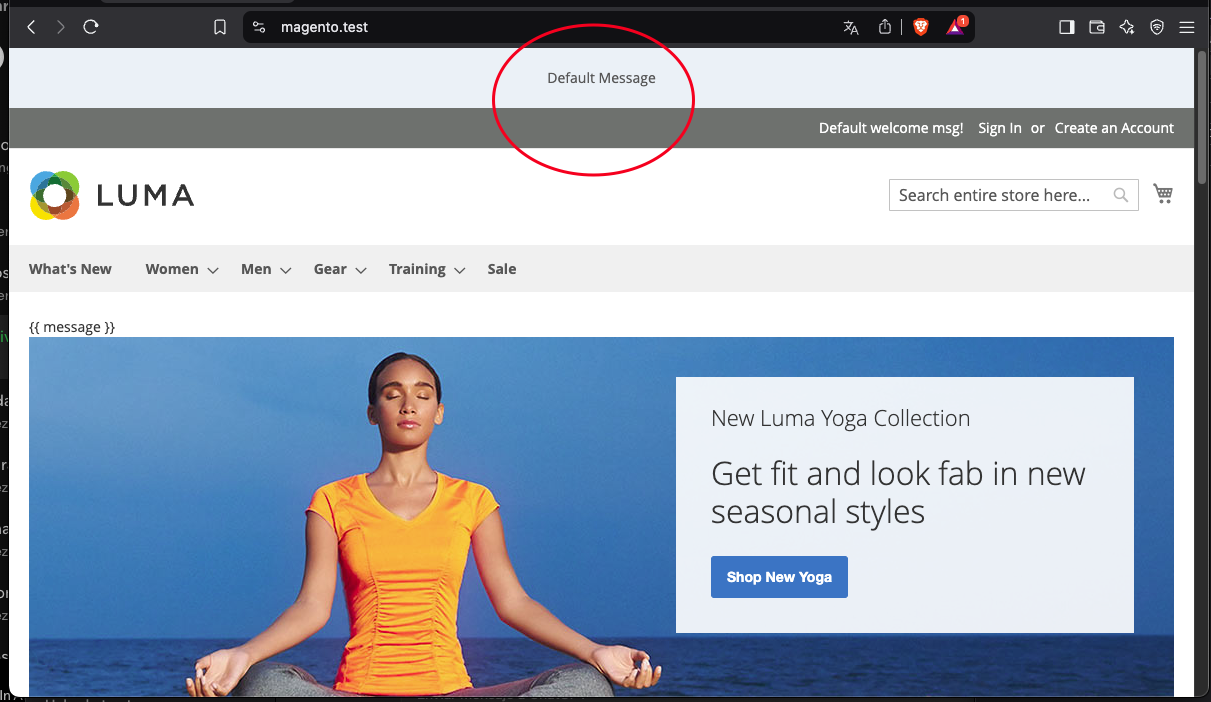 magento.test
1
Default Message
Default welcome msg! Sign In or Create an Account
LUMA
Search entire store here...
What's New Women Men Gear Training Sale
{{ message }}
New Luma Yoga Collection
Get fit and look fab in new
seasonal styles
Shop New Yoga